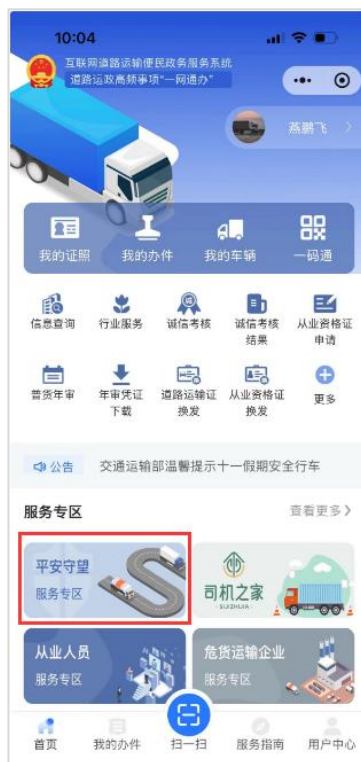 10:04
互联网道路运输便民政务服务系统
道路运政高频事项“一网通办”
燕鹏飞
我的证照 我的办件 我的车辆 一码通
信息查询 行业服务 诚信考核 诚信考核结果 从业资格证申请
普货年审 年审凭证下载 道路运输证换发 从业资格证换发 更多
公告 交通运输部温馨提示十一假期安全行车
服务专区 查看更多
平安守望
服务专区
司机之家
SIJIZHIJIA
从业人员 危货运输企业
服务专区 服务专区
首页 我的办件 扫一扫 服务指南 用户中心